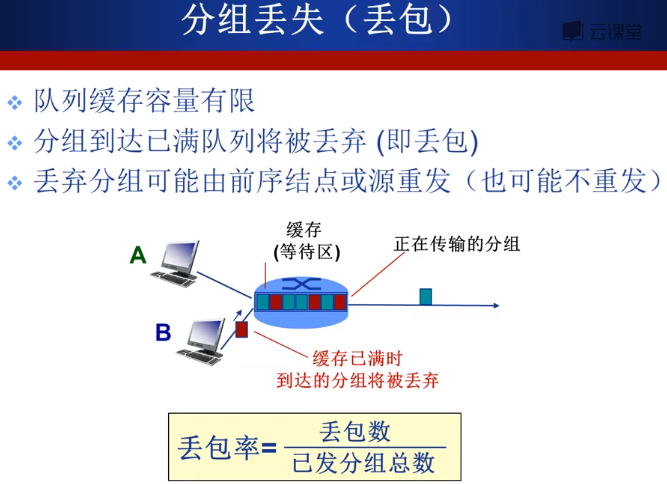 分组丢失（丢包）
云课堂
队列缓存容量有限
分组到达已满队列将被丢弃 (即丢包)
丢弃分组可能由前序结点或源重发（也可能不重发）
缓存
(等待区)
正在传输的分组
A
B
缓存已满时
到达的分组将被丢弃
丢包率=
丢包数
已发分组总数